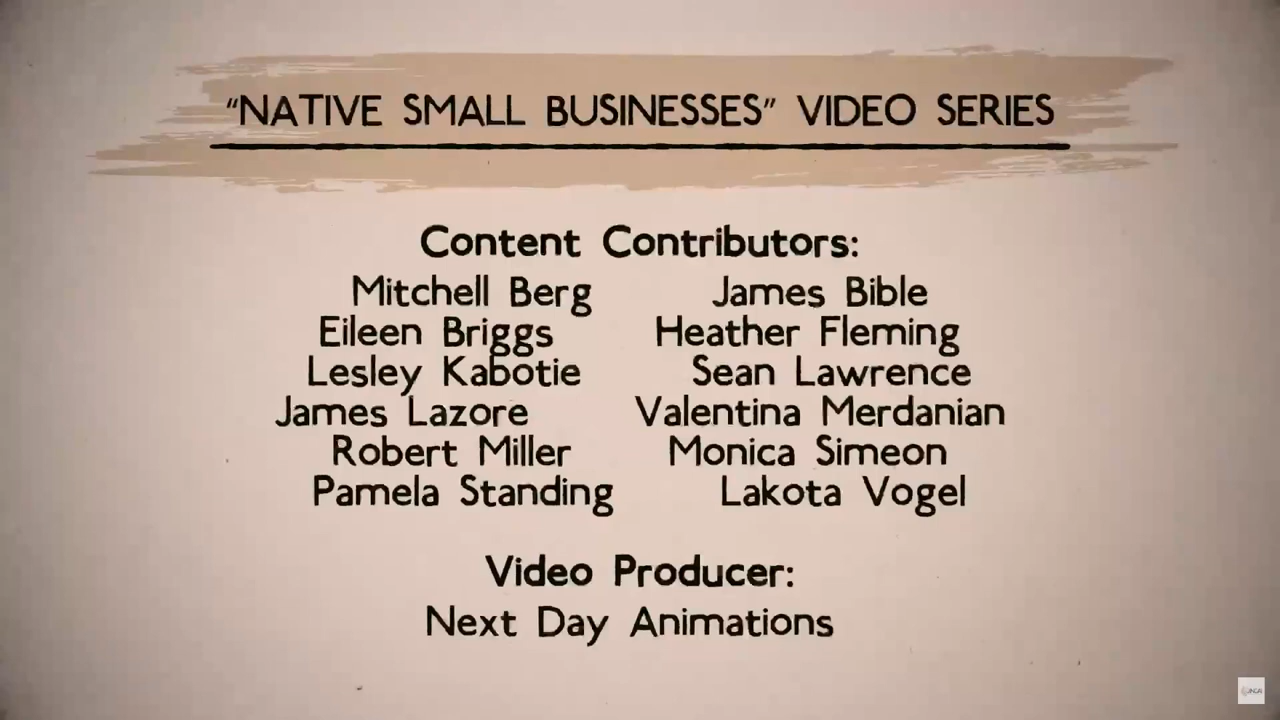 “NATIVE SMALL BUSINESSES” VIDEO SERIES
Content Contributors:
Mitchell Berg James Bible
Eileen Briggs Heather Fleming
Lesley Kabotie Sean Lawrence
James Lazore Valentina Merdanian
Robert Miller Monica Simeon
Pamela Standing Lakota Vogel
Video Producer:
Next Day Animations